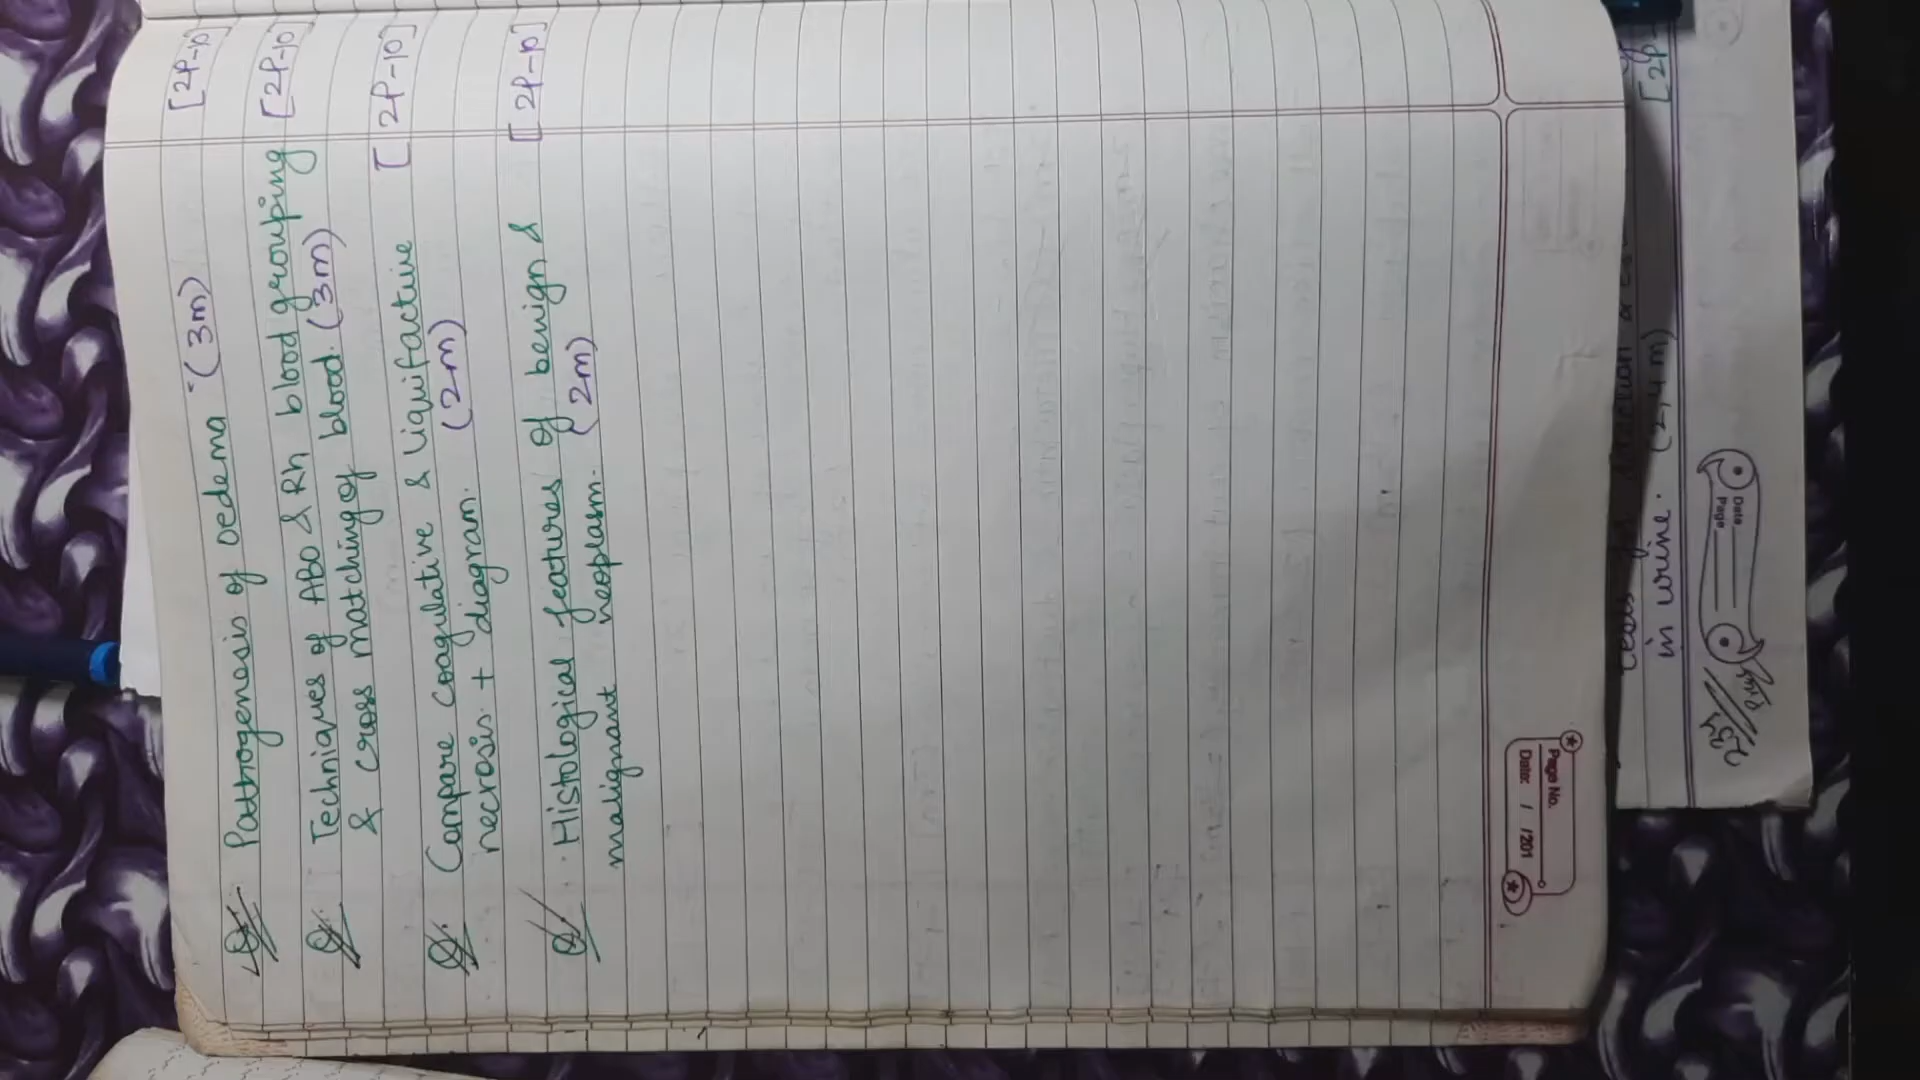 Q. Pathogenesis of oedema (3m) [2P-10]
Q. Techniques of ABO & Rh blood grouping [2P-10]
& cross matching of blood. (3m)
Q. Compare Coagulative & liquifactive [2P-10]
necrosis. + diagram. (2m)
Q. Histological features of benign & [2P-10]
malignant neoplasm. (2m)
Page No.
Date: / /201
in urine. (2,4m) [2P-
Date
Page